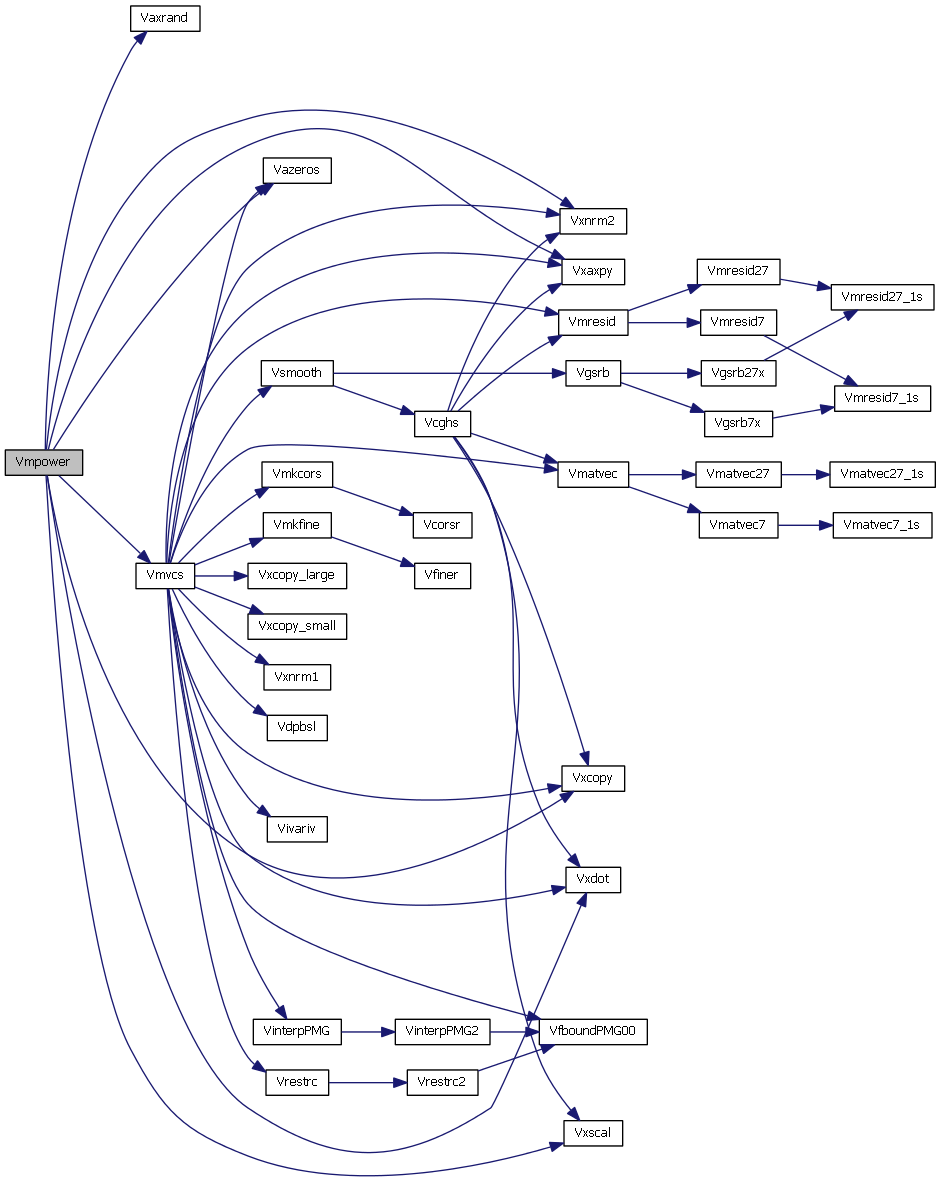 Vaxrand
Vazeros
Vxnrm2
Vxaxpy
Vmresid27
Vmresid27_1s
Vmresid
Vmresid7
Vsmooth
Vgsrb
Vgsrb27x
Vmresid7_1s
Vcghs
Vgsrb7x
Vmpower
Vmkcors
Vmatvec
Vmatvec27
Vmatvec27_1s
Vmkfine
Vcorsr
Vmatvec7
Vmatvec7_1s
Vmvcs
Vxcopy_large
Vfiner
Vxcopy_small
Vxnrm1
Vdpbsl
Vxcopy
Vivariv
Vxdot
VinterpPMG
VinterpPMG2
VfboundPMG00
Vrestrc
Vrestrc2
Vxscal